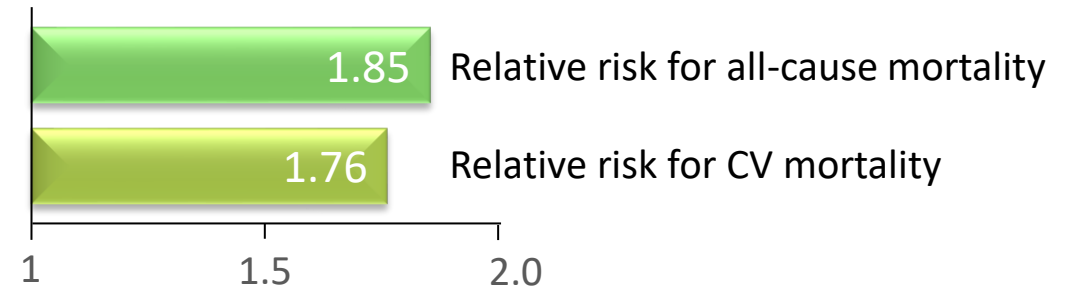 1.85 Relative risk for all-cause mortality
1.76 Relative risk for CV mortality
1 1.5 2.0